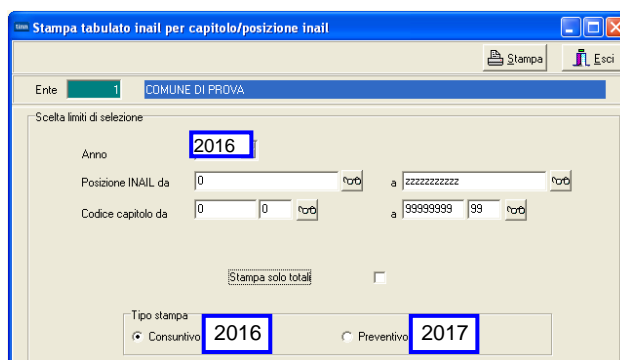 Stampa tabulato inail per capitolo/posizione inail
Stampa Esci
Ente 1 COMUNE DI PROVA
Scelta limiti di selezione
Anno 2016
Posizione INAIL da 0 a zzzzzzzzzzz
Codice capitolo da 0 0 a 99999999 99
Stampa solo totali
Tipo stampa
Consuntivo 2016 Preventivo 2017